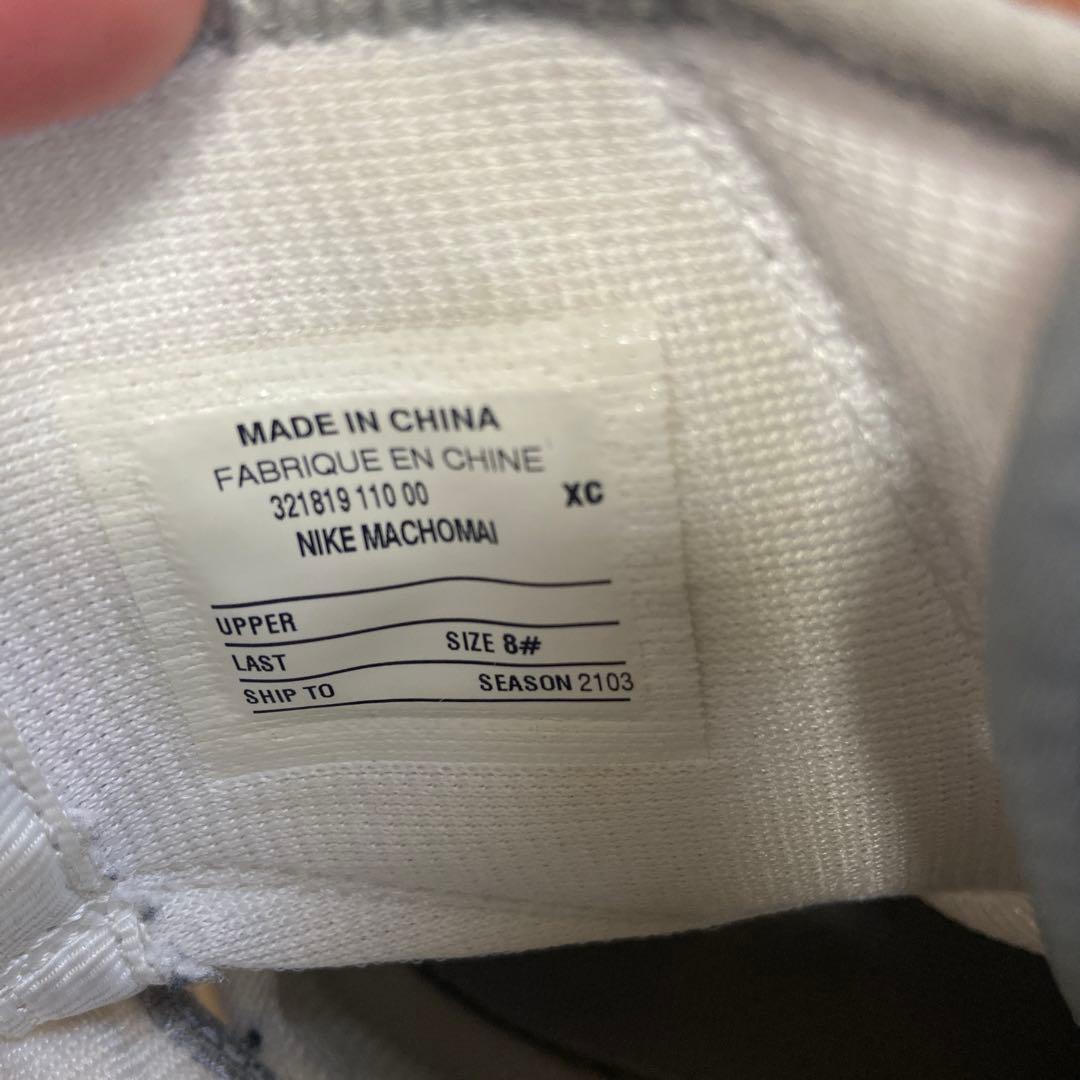 MADE IN CHINA
FABRIQUE EN CHINE
321819 110 00 XC
NIKE MACHOMAI
UPPER
LAST SIZE 8#
SHIP TO SEASON 2103